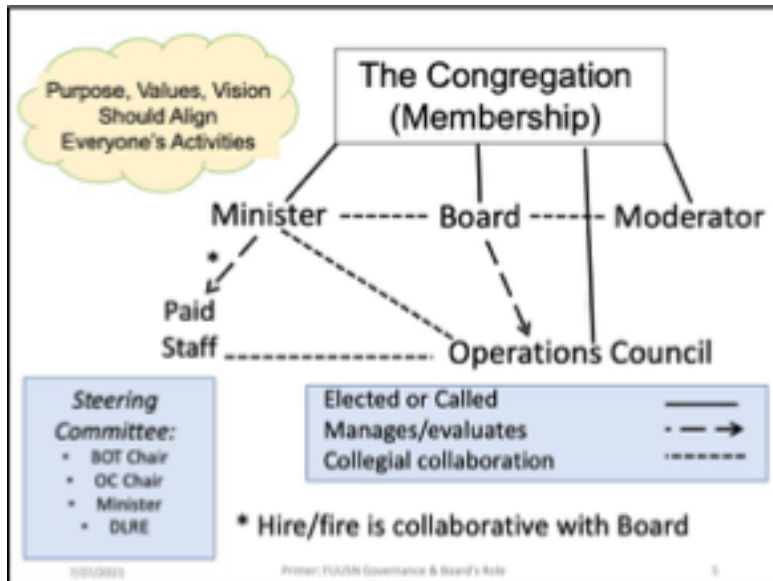 Purpose, Values, Vision
Should Align
Everyone's Activities
The Congregation
(Membership)
Minister
Board
Moderator
*
Paid
Staff
Operations Council
Steering
Committee:
• BOT Chair
• OC Chair
• Minister
• DLRE
Elected or Called
Manages/evaluates
Collegial collaboration
* Hire/fire is collaborative with Board
Primer: FUUSN Governance & Board's Role
5